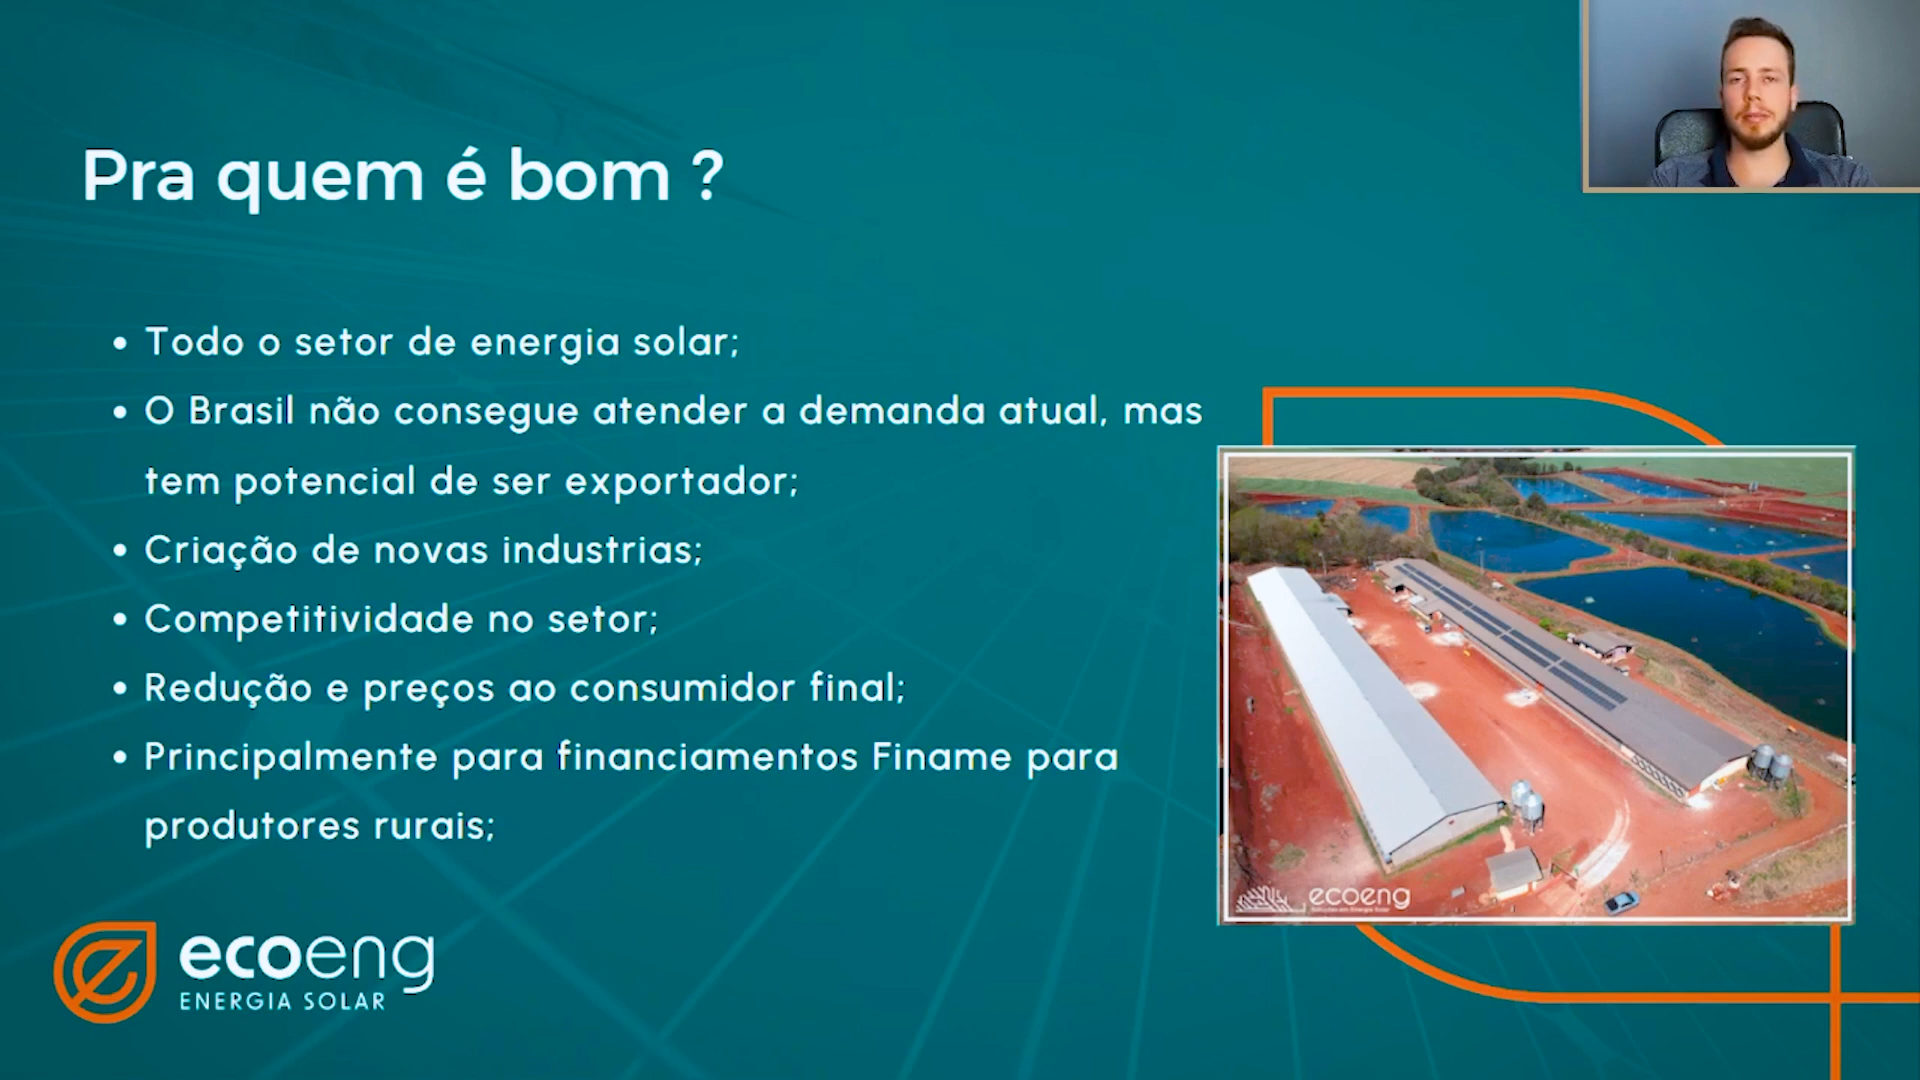 Pra quem é bom ?
Todo o setor de energia solar;
O Brasil não consegue atender a demanda atual, mas
tem potencial de ser exportador;
Criação de novas industrias;
Competitividade no setor;
Redução e preços ao consumidor final;
Principalmente para financiamentos Finame para
produtores rurais;
ecoeng
ecoeng
ENERGIA SOLAR